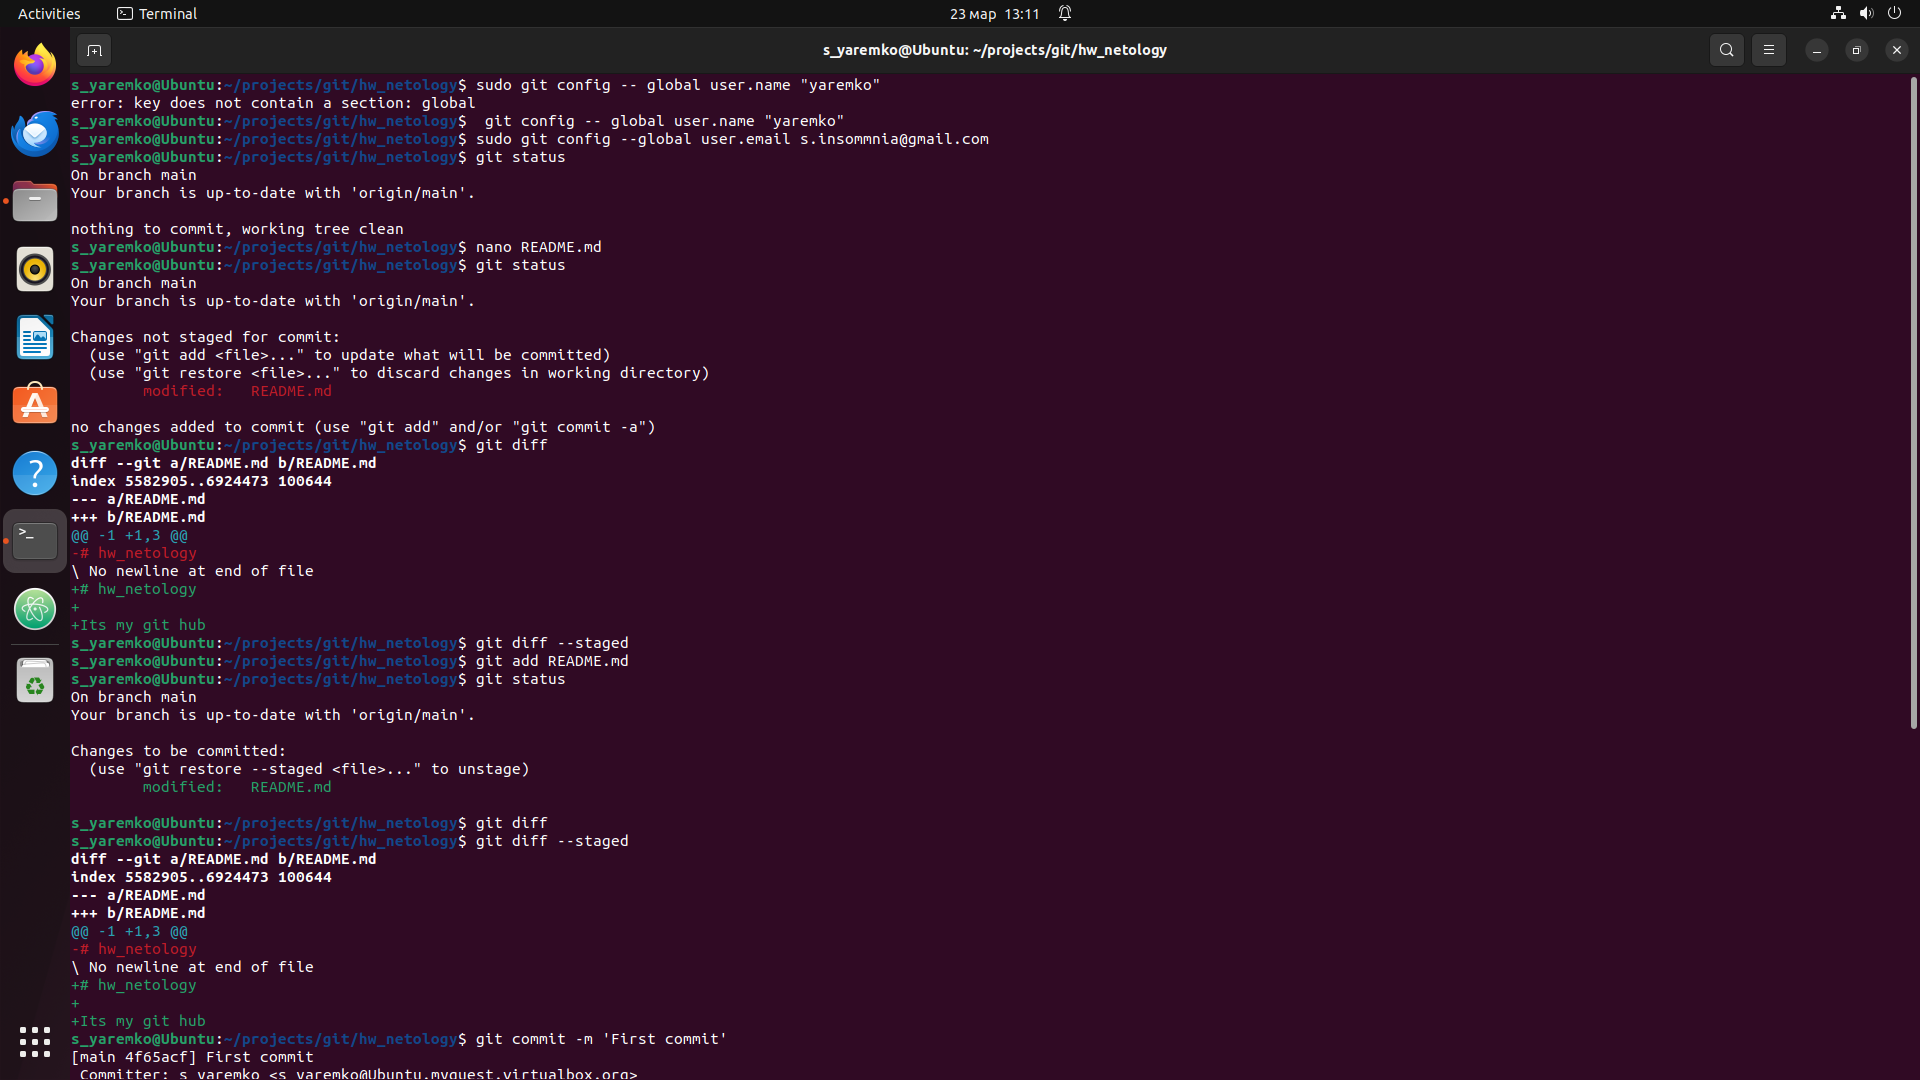 Activities
Terminal
23 мар 13:11
s_yaremko@Ubuntu: ~/projects/git/hw_netology
s_yaremko@Ubuntu:~/projects/git/hw_netology$ sudo git config -- global user.name "yaremko"
error: key does not contain a section: global
s_yaremko@Ubuntu:~/projects/git/hw_netology$  git config -- global user.name "yaremko"
s_yaremko@Ubuntu:~/projects/git/hw_netology$ sudo git config --global user.email s.insommnia@gmail.com
s_yaremko@Ubuntu:~/projects/git/hw_netology$ git status
On branch main
Your branch is up-to-date with 'origin/main'.
nothing to commit, working tree clean
s_yaremko@Ubuntu:~/projects/git/hw_netology$ nano README.md
s_yaremko@Ubuntu:~/projects/git/hw_netology$ git status
On branch main
Your branch is up-to-date with 'origin/main'.
Changes not staged for commit:
  (use "git add <file>..." to update what will be committed)
  (use "git restore <file>..." to discard changes in working directory)
        modified:   README.md
no changes added to commit (use "git add" and/or "git commit -a")
s_yaremko@Ubuntu:~/projects/git/hw_netology$ git diff
diff --git a/README.md b/README.md
index 5582905..6924473 100644
--- a/README.md
+++ b/README.md
@@ -1 +1,3 @@
-# hw_netology
\ No newline at end of file
+# hw_netology
+
+Its my git hub
s_yaremko@Ubuntu:~/projects/git/hw_netology$ git diff --staged
s_yaremko@Ubuntu:~/projects/git/hw_netology$ git add README.md
s_yaremko@Ubuntu:~/projects/git/hw_netology$ git status
On branch main
Your branch is up-to-date with 'origin/main'.
Changes to be committed:
  (use "git restore --staged <file>..." to unstage)
        modified:   README.md
s_yaremko@Ubuntu:~/projects/git/hw_netology$ git diff
s_yaremko@Ubuntu:~/projects/git/hw_netology$ git diff --staged
diff --git a/README.md b/README.md
index 5582905..6924473 100644
--- a/README.md
+++ b/README.md
@@ -1 +1,3 @@
-# hw_netology
\ No newline at end of file
+# hw_netology
+
+Its my git hub
s_yaremko@Ubuntu:~/projects/git/hw_netology$ git commit -m 'First commit'
[main 4f65acf] First commit
 Committer: s_yaremko <s_yaremko@Ubuntu.myguest.virtualbox.org>